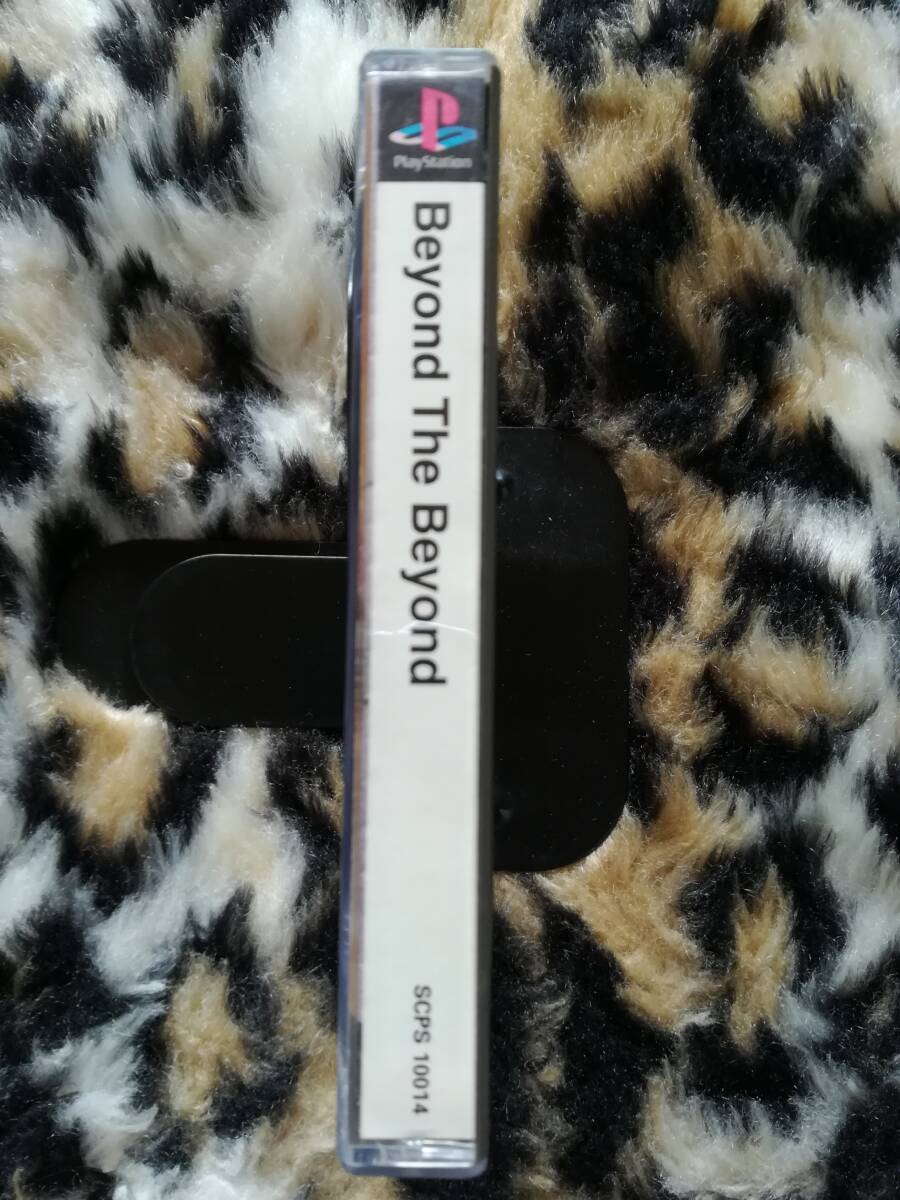 PlayStation
Beyond The Beyond
SCPS 10014